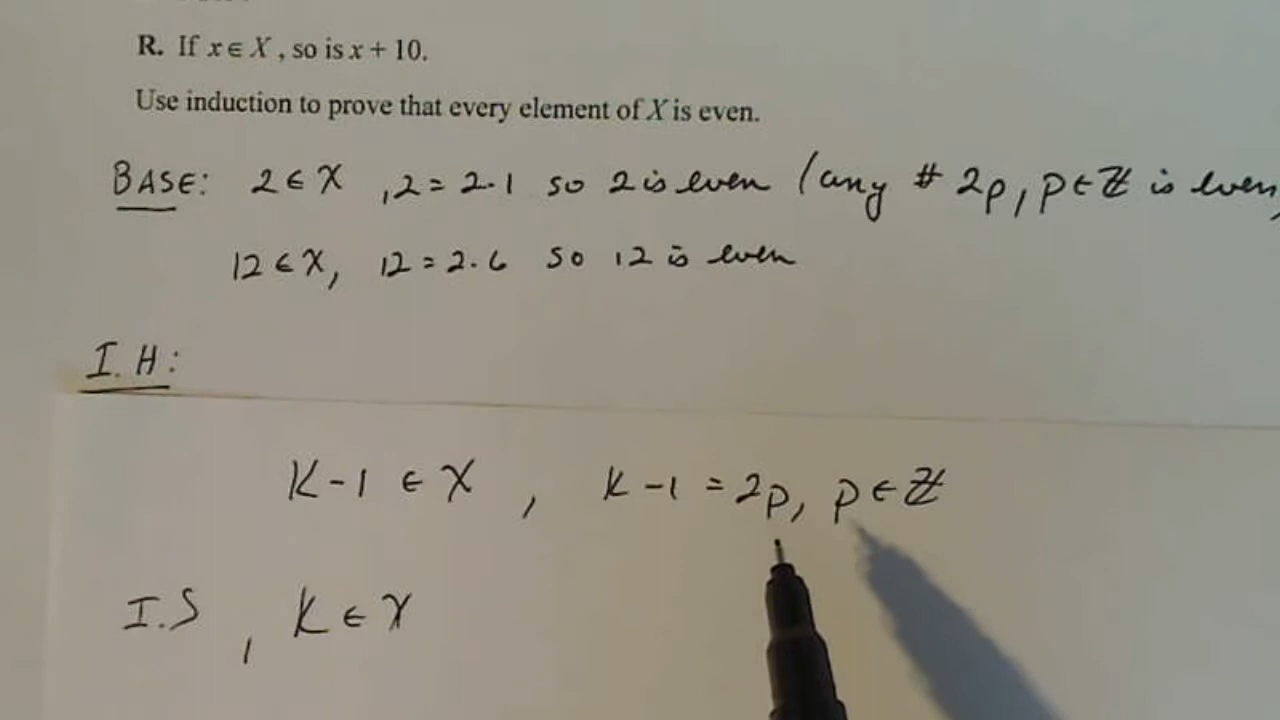 R. If x ∈ X, so is x + 10.
Use induction to prove that every element of X is even.
BASE: 2 ∈ X, 2 = 2·1 so 2 is even (any # 2p, p ∈ ℤ is even)
12 ∈ X, 12 = 2·6 so 12 is even
I.H:
K-1 ∈ X, K-1 = 2p, p ∈ ℤ
I.S, K ∈ X